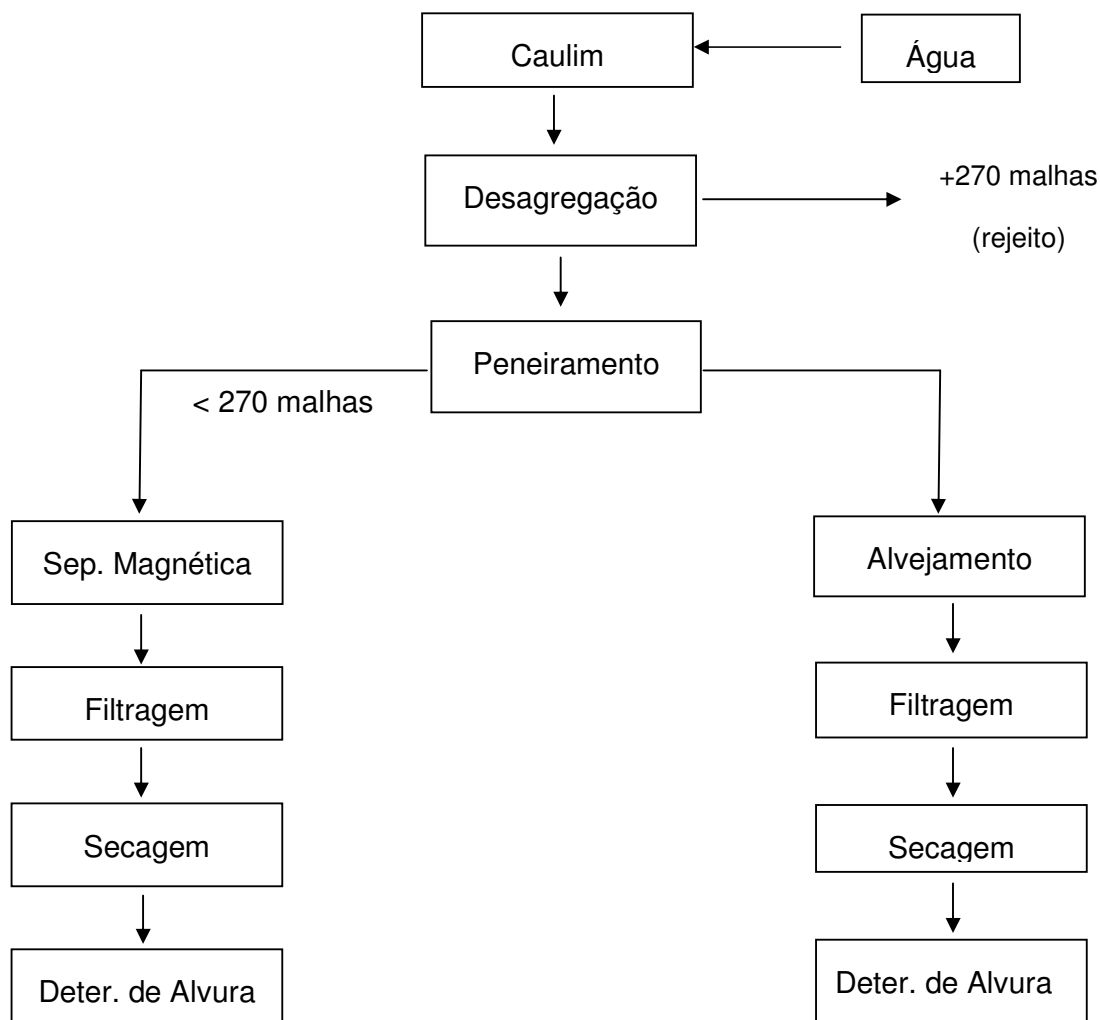 Caulim
Água
Desagregação
+270 malhas
(rejeito)
Peneiramento
< 270 malhas
Sep. Magnética
Alvejamento
Filtragem
Filtragem
Secagem
Secagem
Deter. de Alvura
Deter. de Alvura